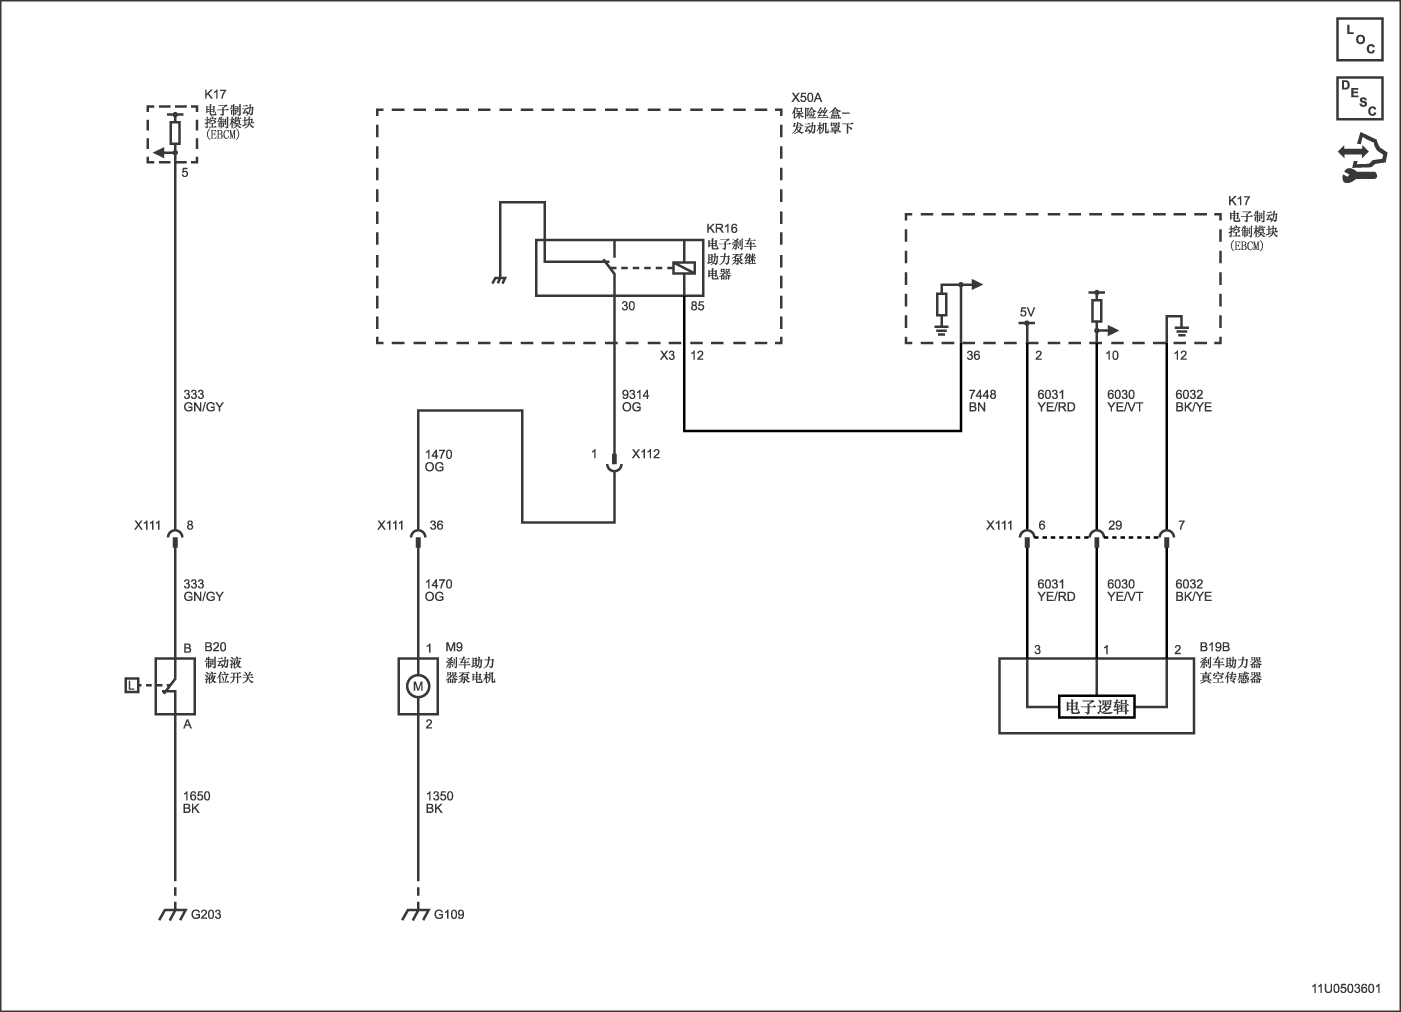 L
O
C
D
E
S
C
K17
电子制动
控制模块
(EBCM)
5
X50A
保险丝盒–
发动机罩下
KR16
电子刹车
助力泵继
电器
30
85
X3
12
K17
电子制动
控制模块
(EBCM)
5V
36
2
10
12
333
GN/GY
9314
OG
7448
BN
6031
YE/RD
6030
YE/VT
6032
BK/YE
1470
OG
1
X112
X111
8
X111
36
X111
6
29
7
333
GN/GY
1470
OG
6031
YE/RD
6030
YE/VT
6032
BK/YE
B
B20
制动液
液位开关
L
A
1
M9
刹车助力
器泵电机
M
2
3
1
2
B19B
刹车助力器
真空传感器
电子逻辑
1650
BK
1350
BK
G203
G109
11U0503601